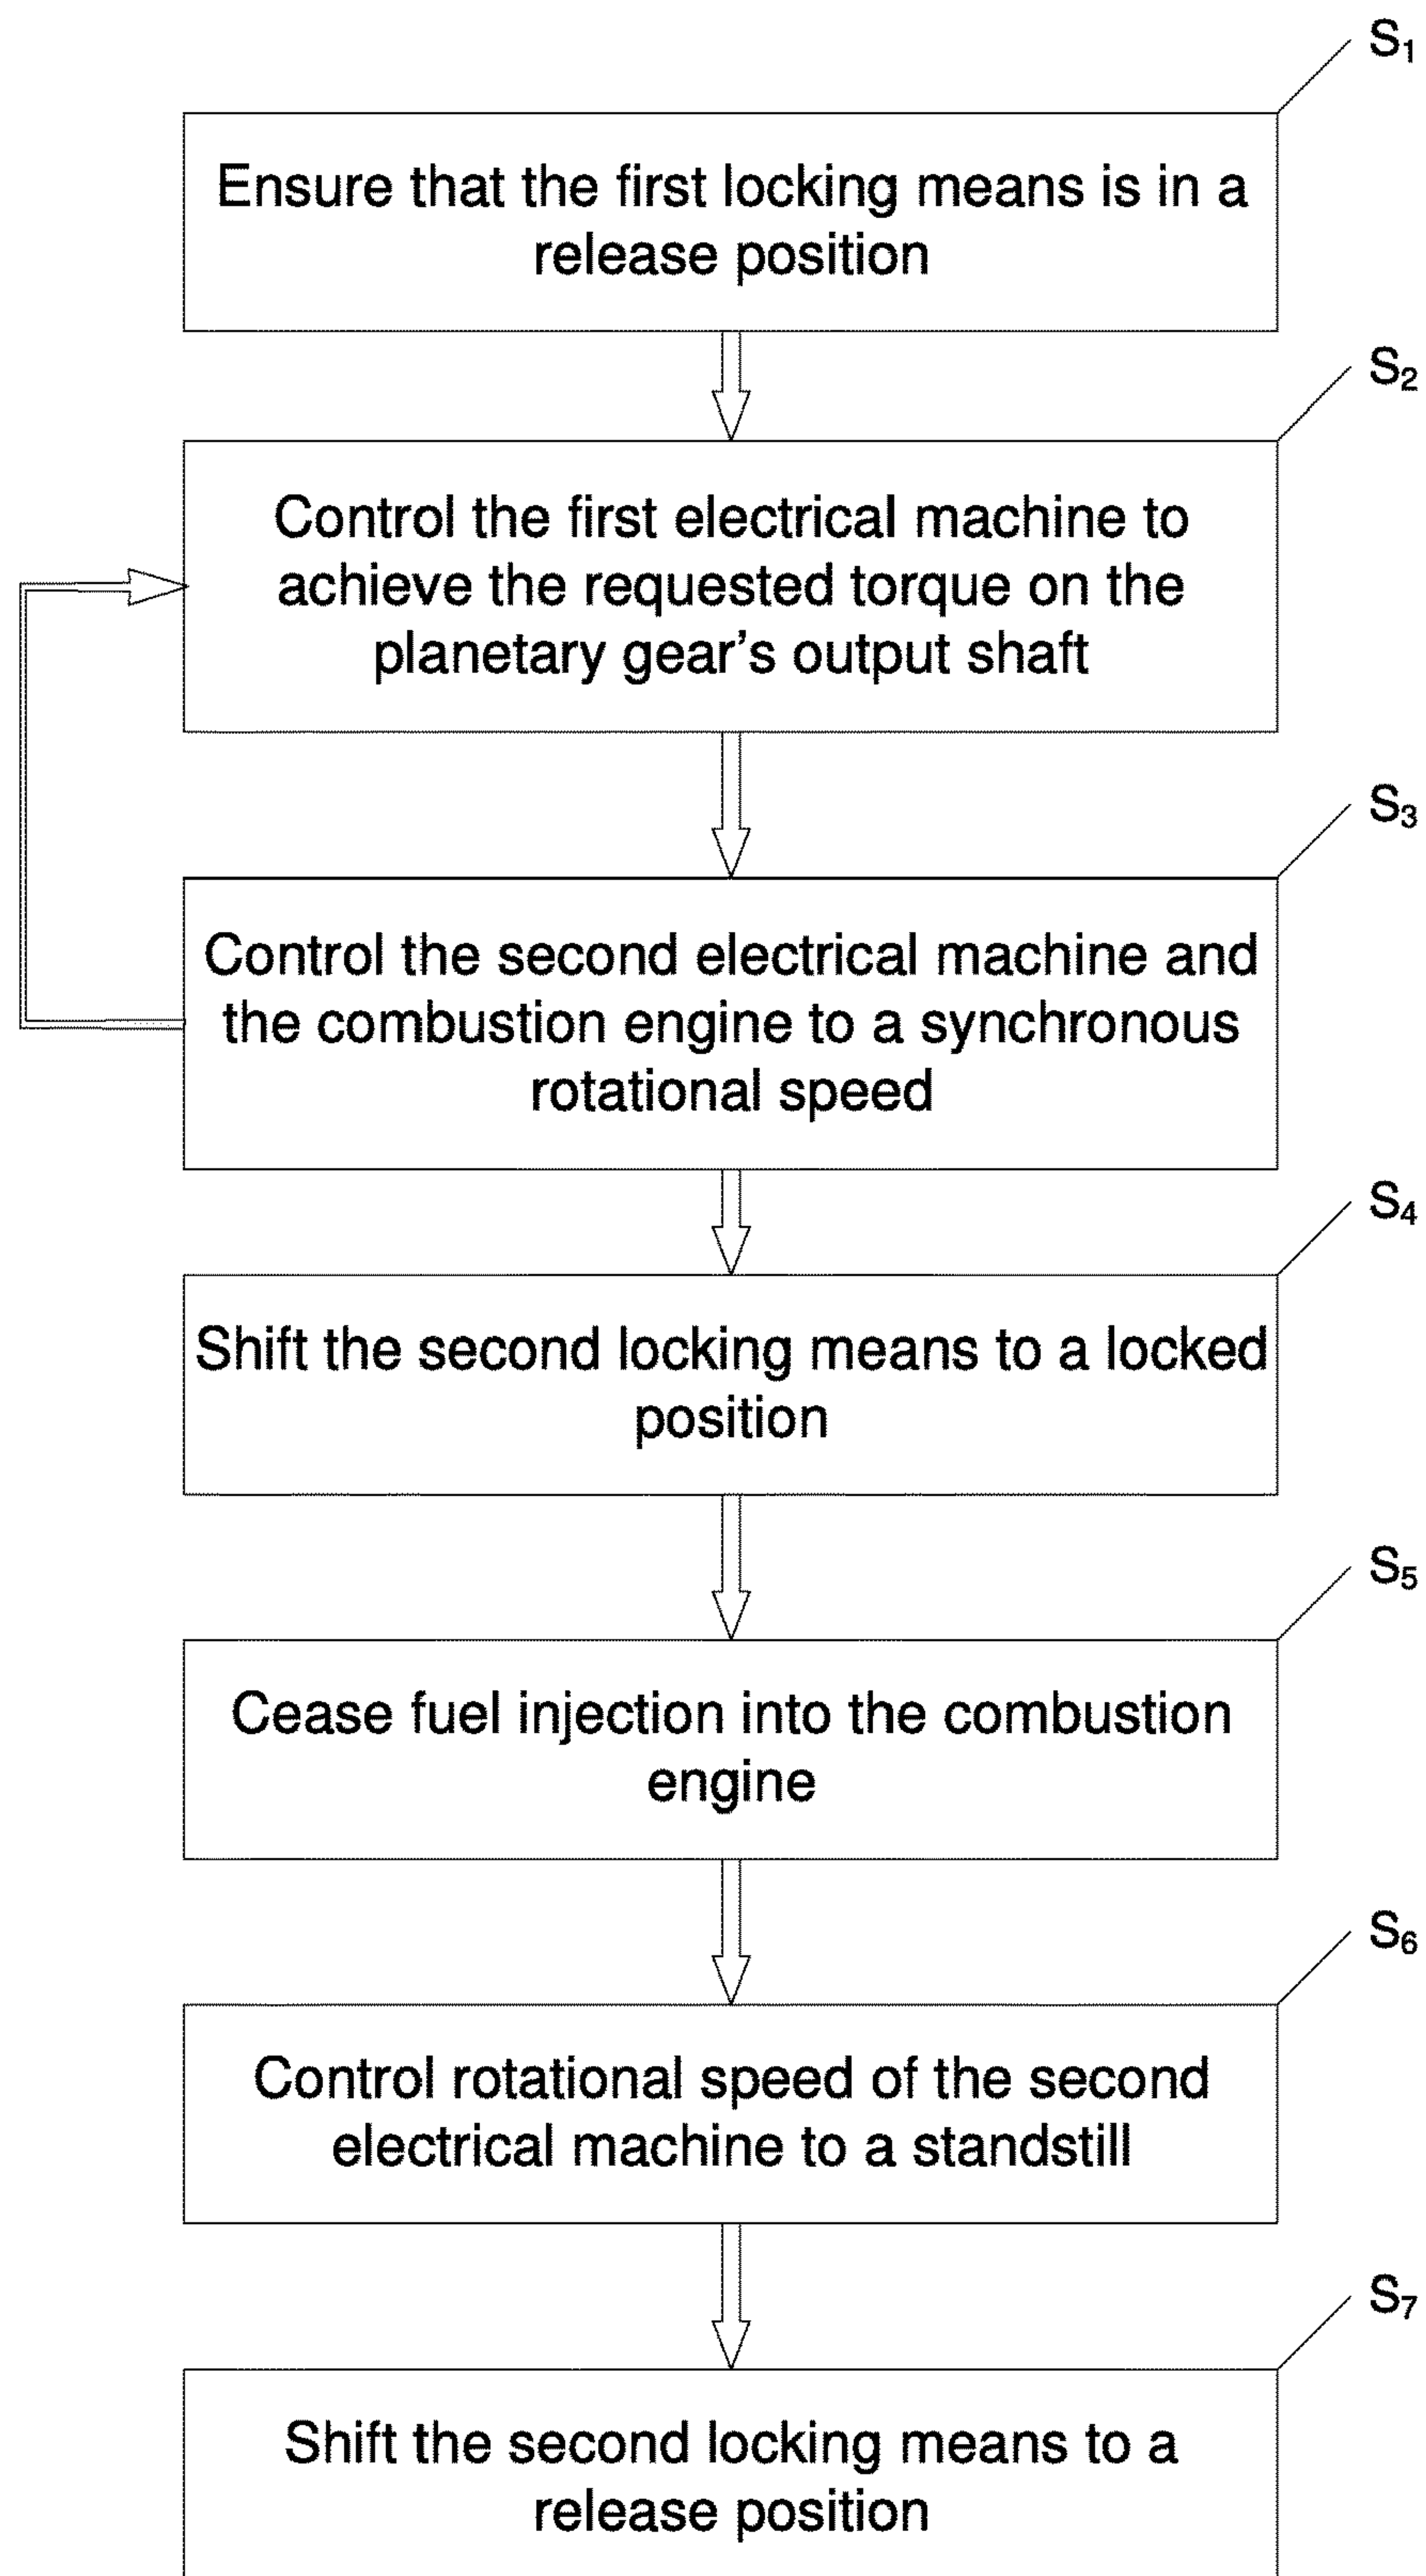 S₁
Ensure that the first locking means is in a
release position
S₂
Control the first electrical machine to
achieve the requested torque on the
planetary gear's output shaft
S₃
Control the second electrical machine and
the combustion engine to a synchronous
rotational speed
S₄
Shift the second locking means to a locked
position
S₅
Cease fuel injection into the combustion
engine
S₆
Control rotational speed of the second
electrical machine to a standstill
S₇
Shift the second locking means to a
release position